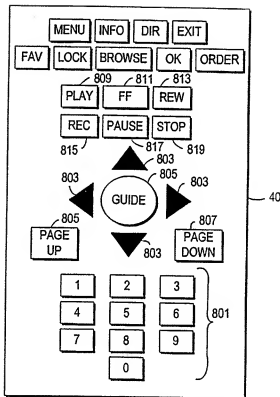 MENU INFO DIR EXIT
FAV LOCK BROWSE OK ORDER
809 811 813
PLAY FF REW
REC PAUSE STOP
815 817 819
803
803 805 803
GUIDE
40
805 807
PAGE UP PAGE DOWN
803
1 2 3
4 5 6
801
7 8 9
0